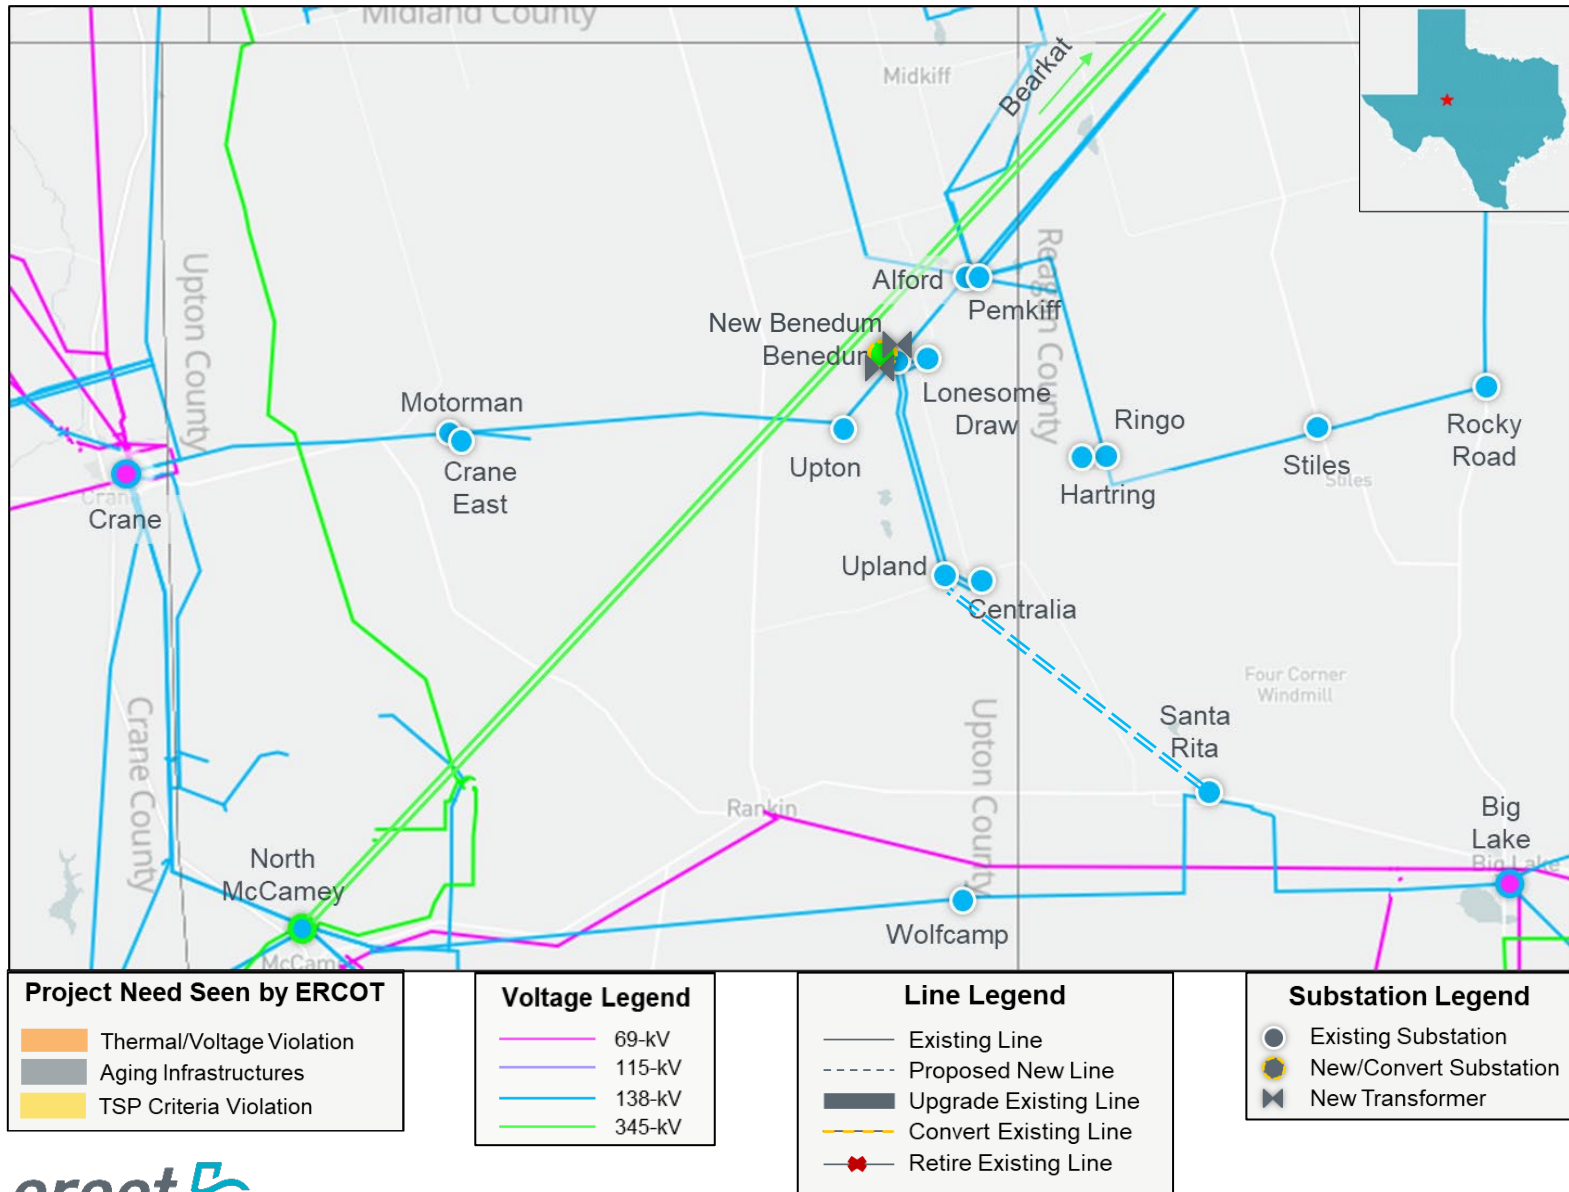 Midland County
Midkiff
Bearkat
Upton County
Reagan County
Alford
Pemkiff
New Benedum
Benedum
Lonesome
Draw
Motorman
Crane
East
Upton
Ringo
Hartring
Stiles
Stiles
Rocky
Road
Crane
Crane
Upland
Centralia
Four Corner
Windmill
Santa
Rita
Crane County
Upton County
Rankin
Big
Lake
Big Lake
North
McCamey
McCamey
Wolfcamp
Project Need Seen by ERCOT
Thermal/Voltage Violation
Aging Infrastructures
TSP Criteria Violation
Voltage Legend
69-kV
115-kV
138-kV
345-kV
Line Legend
Existing Line
Proposed New Line
Upgrade Existing Line
Convert Existing Line
Retire Existing Line
Substation Legend
Existing Substation
New/Convert Substation
New Transformer
ercot